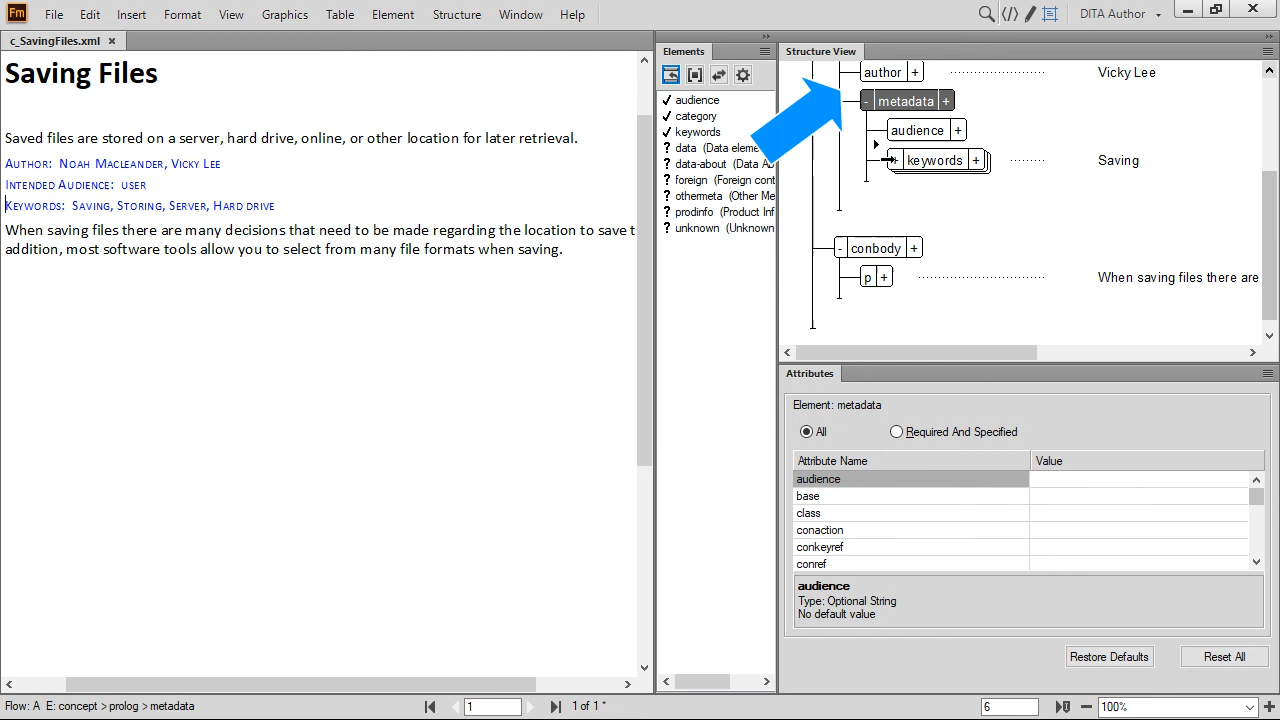 Fm File Edit Insert Format View Graphics Table Element Structure Window Help DITA Author
c_SavingFiles.xml
Saving Files
Saved files are stored on a server, hard drive, online, or other location for later retrieval.
Author: Noah Macleander, Vicky Lee
Intended Audience: user
Keywords: Saving, Storing, Server, Hard drive
When saving files there are many decisions that need to be made regarding the location to save t
addition, most software tools allow you to select from many file formats when saving.
Elements
audience
category
keywords
? data (Data eleme
? data-about (Data Ab
? foreign (Foreign cont
? othermeta (Other Me
? prodinfo (Product Inf
? unknown (Unknown
Structure View
author + Vicky Lee
- metadata +
audience +
+ keywords + Saving
- conbody +
p + When saving files there are
Attributes
Element: metadata
All Required And Specified
Attribute Name Value
audience
base
class
conaction
conkeyref
conref
audience
Type: Optional String
No default value
Restore Defaults Reset All
Flow: A E: concept > prolog > metadata 1 1 of 1 * 6 100%